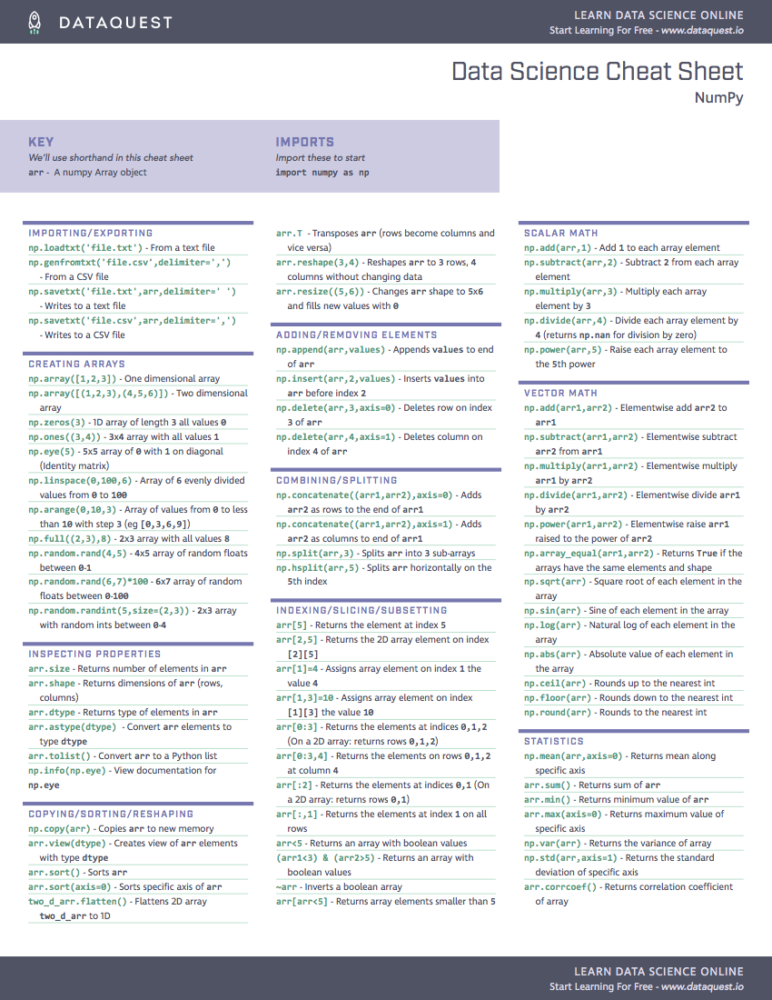 DATAQUEST
LEARN DATA SCIENCE ONLINE
Start Learning For Free - www.dataquest.io
Data Science Cheat Sheet
NumPy
KEY
We'll use shorthand in this cheat sheet
arr - A numpy Array object
IMPORTS
Import these to start
import numpy as np
IMPORTING/EXPORTING
np.loadtxt('file.txt') - From a text file
np.genfromtxt('file.csv',delimiter=',')
- From a CSV file
np.savetxt('file.txt',arr,delimiter=' ')
- Writes to a text file
np.savetxt('file.csv',arr,delimiter=',')
- Writes to a CSV file
CREATING ARRAYS
np.array([1,2,3]) - One dimensional array
np.array([(1,2,3),(4,5,6)]) - Two dimensional
array
np.zeros(3) - 1D array of length 3 all values 0
np.ones((3,4)) - 3x4 array with all values 1
np.eye(5) - 5x5 array of 0 with 1 on diagonal
(Identity matrix)
np.linspace(0,100,6) - Array of 6 evenly divided
values from 0 to 100
np.arange(0,10,3) - Array of values from 0 to less
than 10 with step 3 (eg [0,3,6,9])
np.full((2,3),8) - 2x3 array with all values 8
np.random.rand(4,5) - 4x5 array of random floats
between 0-1
np.random.rand(6,7)*100 - 6x7 array of random
floats between 0-100
np.random.randint(5,size=(2,3)) - 2x3 array
with random ints between 0-4
INSPECTING PROPERTIES
arr.size - Returns number of elements in arr
arr.shape - Returns dimensions of arr (rows,
columns)
arr.dtype - Returns type of elements in arr
arr.astype(dtype) - Convert arr elements to
type dtype
arr.tolist() - Convert arr to a Python list
np.info(np.eye) - View documentation for
np.eye
COPYING/SORTING/RESHAPING
np.copy(arr) - Copies arr to new memory
arr.view(dtype) - Creates view of arr elements
with type dtype
arr.sort() - Sorts arr
arr.sort(axis=0) - Sorts specific axis of arr
two_d_arr.flatten() - Flattens 2D array
two_d_arr to 1D
arr.T - Transposes arr (rows become columns and
vice versa)
arr.reshape(3,4) - Reshapes arr to 3 rows, 4
columns without changing data
arr.resize((5,6)) - Changes arr shape to 5x6
and fills new values with 0
ADDING/REMOVING ELEMENTS
np.append(arr,values) - Appends values to end
of arr
np.insert(arr,2,values) - Inserts values into
arr before index 2
np.delete(arr,3,axis=0) - Deletes row on index
3 of arr
np.delete(arr,4,axis=1) - Deletes column on
index 4 of arr
COMBINING/SPLITTING
np.concatenate((arr1,arr2),axis=0) - Adds
arr2 as rows to the end of arr1
np.concatenate((arr1,arr2),axis=1) - Adds
arr2 as columns to end of arr1
np.split(arr,3) - Splits arr into 3 sub-arrays
np.hsplit(arr,5) - Splits arr horizontally on the
5th index
INDEXING/SLICING/SUBSETTING
arr[5] - Returns the element at index 5
arr[2,5] - Returns the 2D array element on index
[2][5]
arr[1]=4 - Assigns array element on index 1 the
value 4
arr[1,3]=10 - Assigns array element on index
[1][3] the value 10
arr[0:3] - Returns the elements at indices 0,1,2
(On a 2D array: returns rows 0,1,2)
arr[0:3,4] - Returns the elements on rows 0,1,2
at column 4
arr[:2] - Returns the elements at indices 0,1 (On
a 2D array: returns rows 0,1)
arr[:,1] - Returns the elements at index 1 on all
rows
arr<5 - Returns an array with boolean values
(arr1<3) & (arr2>5) - Returns an array with
boolean values
~arr - Inverts a boolean array
arr[arr<5] - Returns array elements smaller than 5
SCALAR MATH
np.add(arr,1) - Add 1 to each array element
np.subtract(arr,2) - Subtract 2 from each array
element
np.multiply(arr,3) - Multiply each array
element by 3
np.divide(arr,4) - Divide each array element by
4 (returns np.nan for division by zero)
np.power(arr,5) - Raise each array element to
the 5th power
VECTOR MATH
np.add(arr1,arr2) - Elementwise add arr2 to
arr1
np.subtract(arr1,arr2) - Elementwise subtract
arr2 from arr1
np.multiply(arr1,arr2) - Elementwise multiply
arr1 by arr2
np.divide(arr1,arr2) - Elementwise divide arr1
by arr2
np.power(arr1,arr2) - Elementwise raise arr1
raised to the power of arr2
np.array_equal(arr1,arr2) - Returns True if the
arrays have the same elements and shape
np.sqrt(arr) - Square root of each element in the
array
np.sin(arr) - Sine of each element in the array
np.log(arr) - Natural log of each element in the
array
np.abs(arr) - Absolute value of each element in
the array
np.ceil(arr) - Rounds up to the nearest int
np.floor(arr) - Rounds down to the nearest int
np.round(arr) - Rounds to the nearest int
STATISTICS
np.mean(arr,axis=0) - Returns mean along
specific axis
arr.sum() - Returns sum of arr
arr.min() - Returns minimum value of arr
arr.max(axis=0) - Returns maximum value of
specific axis
np.var(arr) - Returns the variance of array
np.std(arr,axis=1) - Returns the standard
deviation of specific axis
arr.corrcoef() - Returns correlation coefficient
of array
LEARN DATA SCIENCE ONLINE
Start Learning For Free - www.dataquest.io